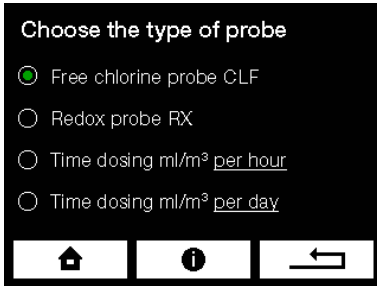 Choose the type of probe
Free chlorine probe CLF
Redox probe RX
Time dosing ml/m³ per hour
Time dosing ml/m³ per day